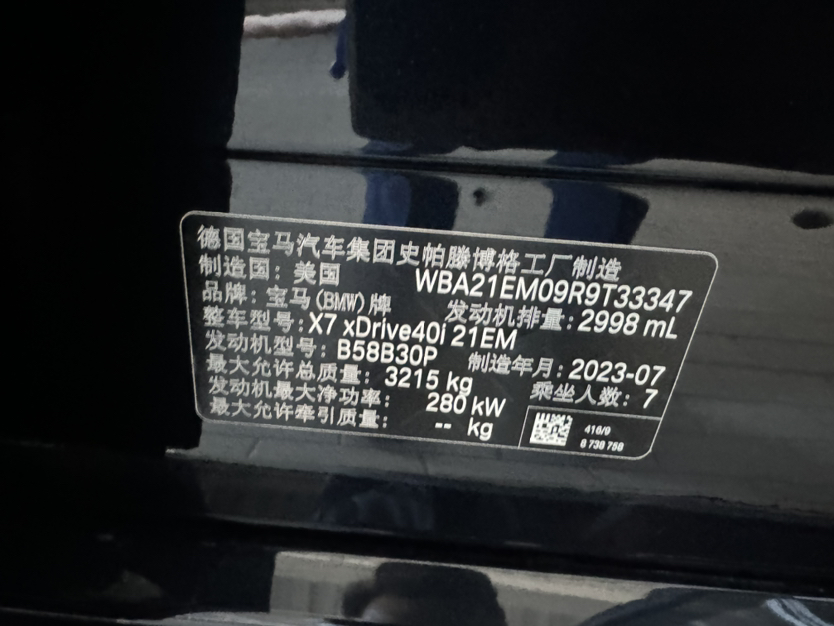 德国宝马汽车集团史帕滕博格工厂制造
制造国: 美国 WBA21EM09R9T33347
品牌: 宝马(BMW)牌 发动机排量: 2998 mL
整车型号: X7 xDrive40i 21EM
发动机型号: B58B30P 制造年月: 2023-07
最大允许总质量: 3215 kg 乘坐人数: 7
发动机最大净功率: 280 kW
最大允许牵引质量: -- kg
416/9
8 738 758